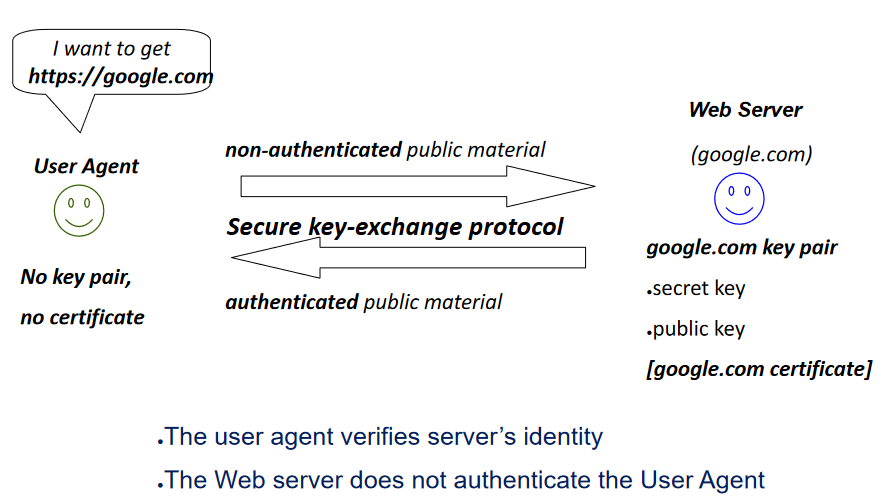 I want to get
https://google.com
Web Server
(google.com)
User Agent
non-authenticated public material
Secure key-exchange protocol
google.com key pair
No key pair,
no certificate
●secret key
authenticated public material
●public key
[google.com certificate]
●The user agent verifies server’s identity
●The Web server does not authenticate the User Agent